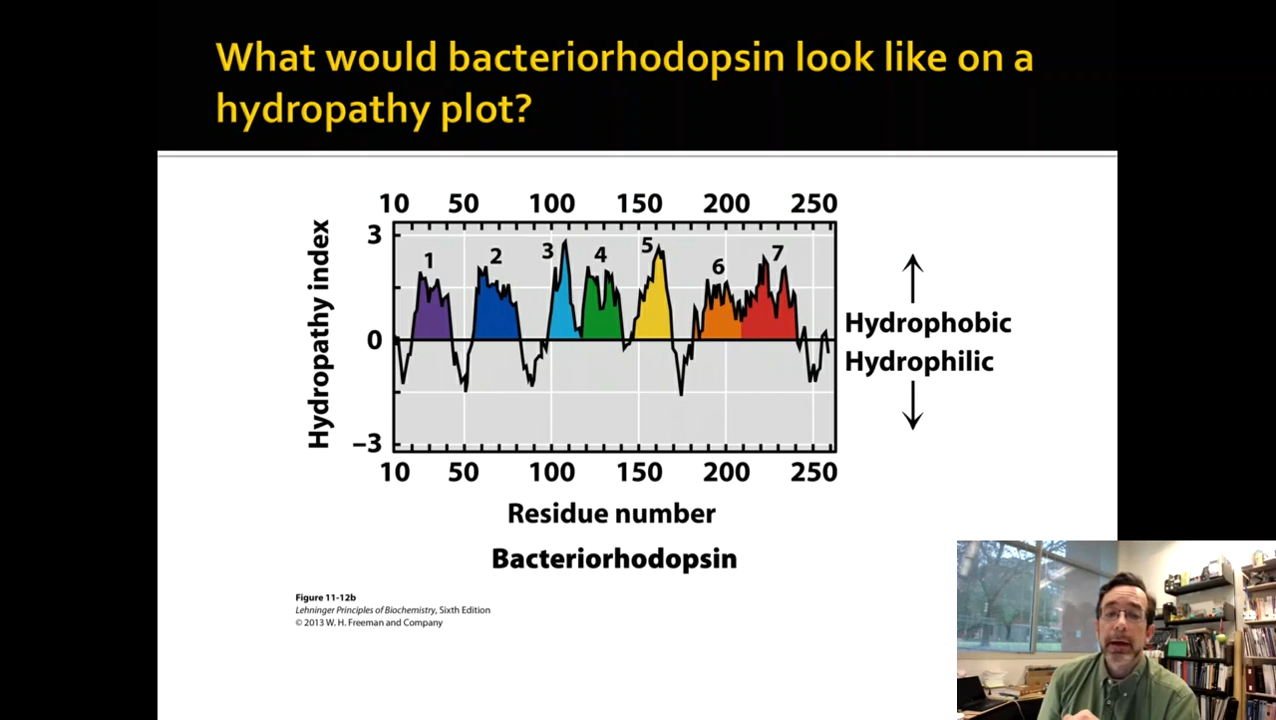 What would bacteriorhodopsin look like on a
hydropathy plot?
10 50 100 150 200 250
3
0
−3
Hydropathy index
1 2 3 4 5 6 7
Hydrophobic
Hydrophilic
10 50 100 150 200 250
Residue number
Bacteriorhodopsin
Figure 11-12b
Lehninger Principles of Biochemistry, Sixth Edition
© 2013 W. H. Freeman and Company